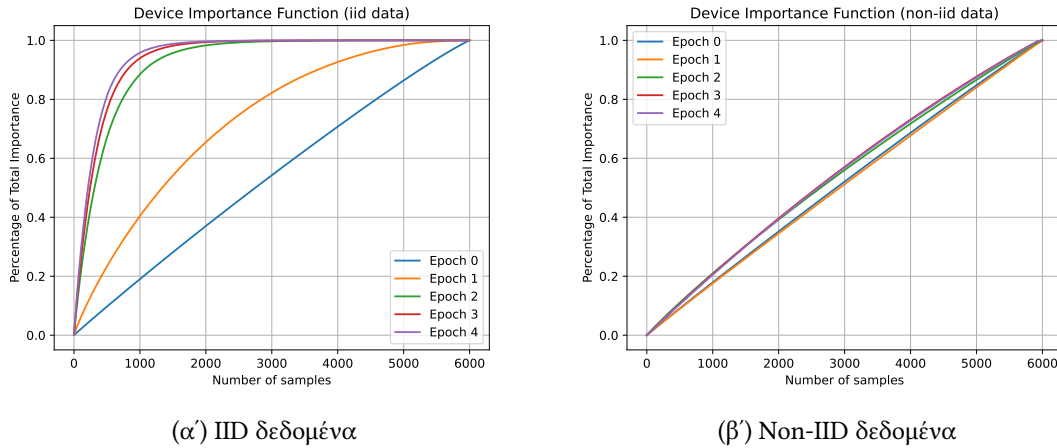 Device Importance Function (iid data)
Percentage of Total Importance
1.0
0.8
0.6
0.4
0.2
0.0
Epoch 0
Epoch 1
Epoch 2
Epoch 3
Epoch 4
0 1000 2000 3000 4000 5000 6000
Number of samples
(α′) IID δεδομένα
Device Importance Function (non-iid data)
Percentage of Total Importance
1.0
0.8
0.6
0.4
0.2
0.0
Epoch 0
Epoch 1
Epoch 2
Epoch 3
Epoch 4
0 1000 2000 3000 4000 5000 6000
Number of samples
(β′) Non-IID δεδομένα